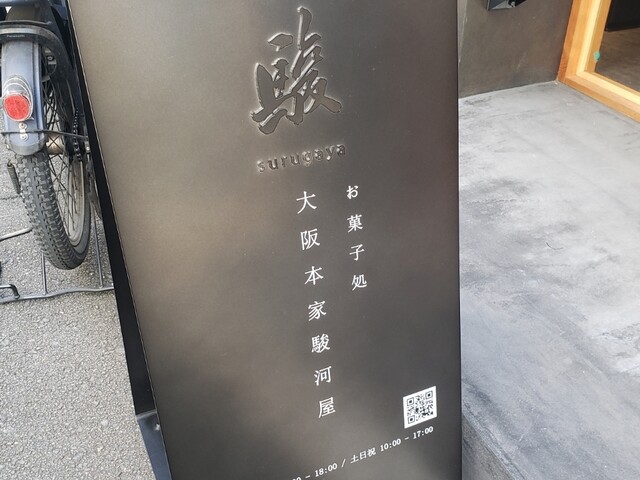 駿
surugaya
お菓子処
大阪本家駿河屋
18:00 / 土日祝 10:00 - 17:00